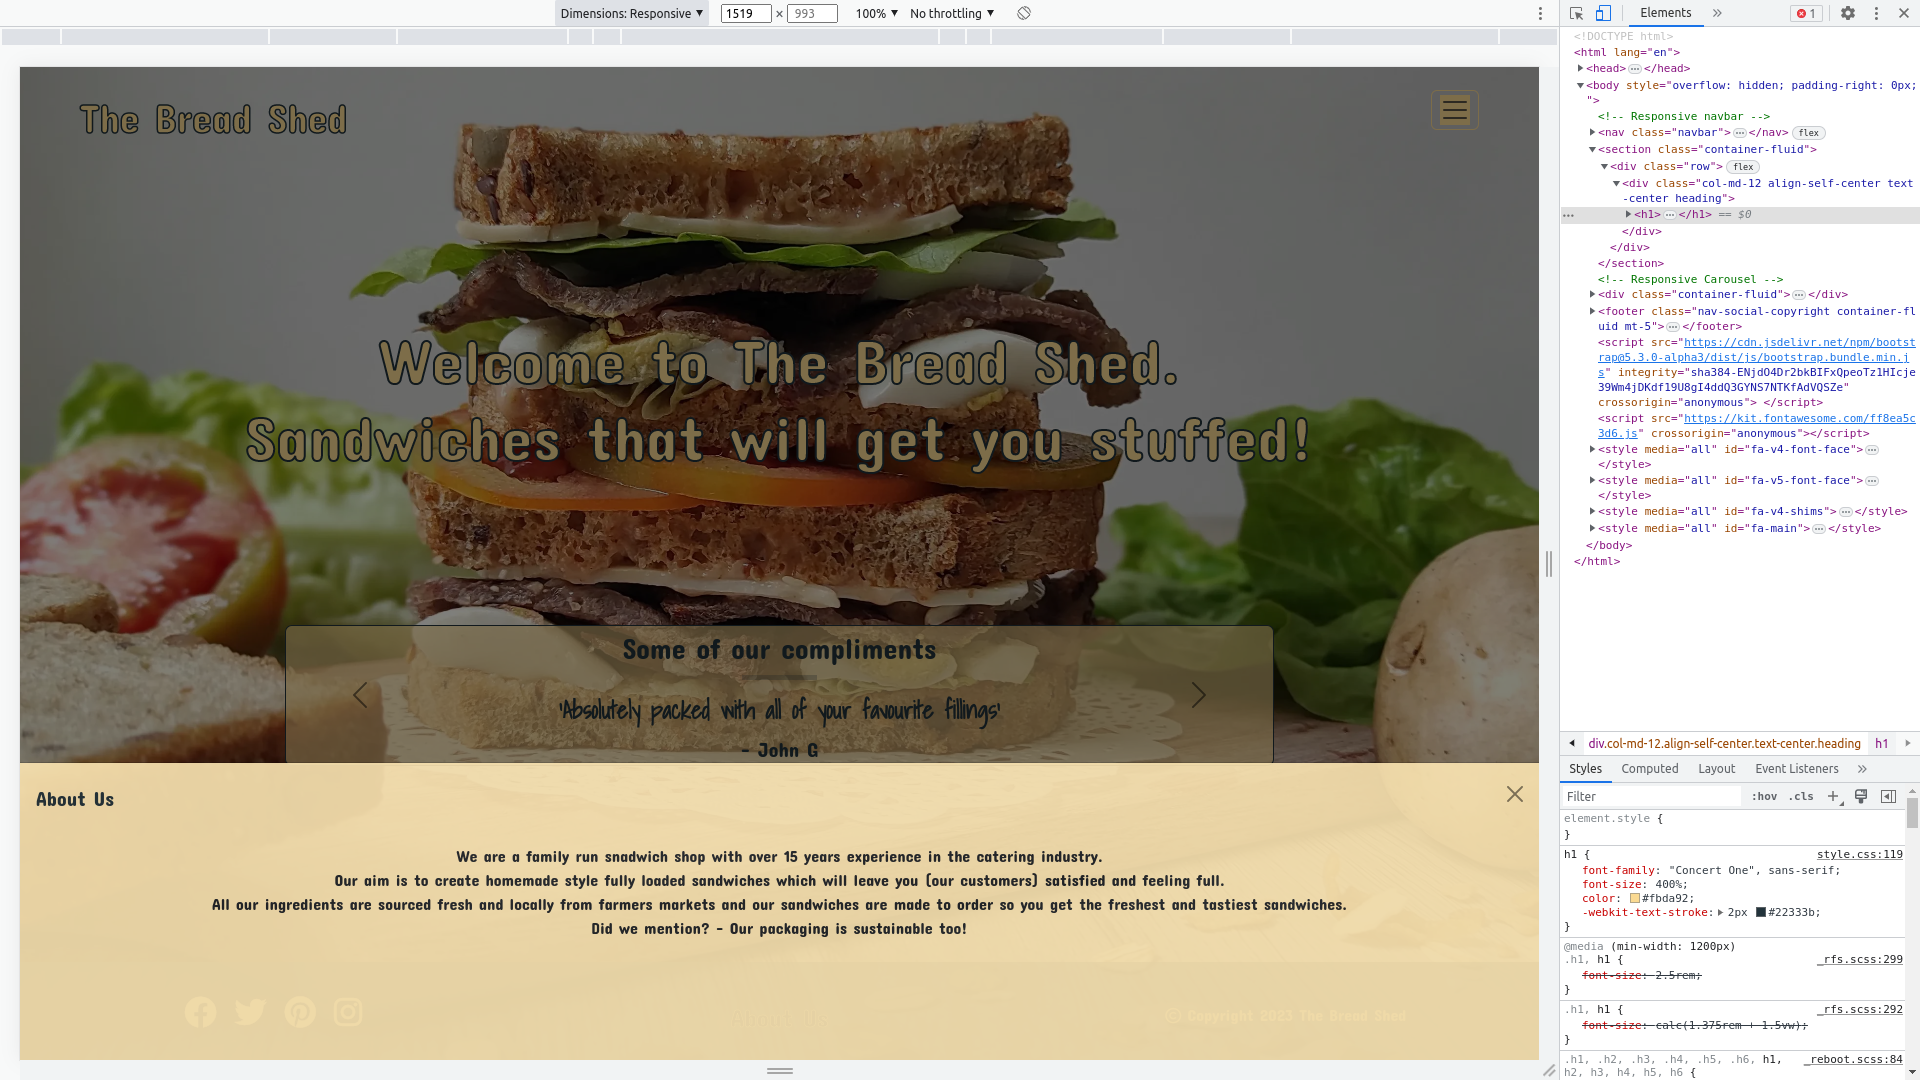 Dimensions: Responsive ▼ 1519 × 993 100% ▼ No throttling ▼
Elements » 1
The Bread Shed
Welcome to The Bread Shed.
Sandwiches that will get you stuffed!
Some of our compliments
'Absolutely packed with all of your favourite fillings'
- John G
About Us
We are a family run snadwich shop with over 15 years experience in the catering industry.
Our aim is to create homemade style fully loaded sandwiches which will leave you (our customers) satisfied and feeling full.
All our ingredients are sourced fresh and locally from farmers markets and our sandwiches are made to order so you get the freshest and tastiest sandwiches.
Did we mention? - Our packaging is sustainable too!
© Copyright 2023 The Bread Shed
<!DOCTYPE html>
<html lang="en">
▶<head>…</head>
▼<body style="overflow: hidden; padding-right: 0px;
">
<!-- Responsive navbar -->
▶<nav class="navbar">…</nav> flex
▼<section class="container-fluid">
▼<div class="row"> flex
▼<div class="col-md-12 align-self-center text
-center heading">
… ▶<h1>…</h1> == $0
</div>
</div>
</section>
<!-- Responsive Carousel -->
▶<div class="container-fluid">…</div>
▶<footer class="nav-social-copyright container-fl
uid mt-5">…</footer>
<script src="https://cdn.jsdelivr.net/npm/bootst
rap@5.3.0-alpha3/dist/js/bootstrap.bundle.min.j
s" integrity="sha384-ENjdO4Dr2bkBIFxQpeoTz1HIcje
39Wm4jDKdf19U8gI4ddQ3GYNS7NTKfAdVQSZe"
crossorigin="anonymous"> </script>
<script src="https://kit.fontawesome.com/ff8ea5c
3d6.js" crossorigin="anonymous"></script>
▶<style media="all" id="fa-v4-font-face">…
</style>
▶<style media="all" id="fa-v5-font-face">…
</style>
▶<style media="all" id="fa-v4-shims">…</style>
▶<style media="all" id="fa-main">…</style>
</body>
</html>
div.col-md-12.align-self-center.text-center.heading h1
Styles Computed Layout Event Listeners »
Filter :hov .cls +
element.style {
}
h1 { style.css:119
font-family: "Concert One", sans-serif;
font-size: 400%;
color: #fbda92;
-webkit-text-stroke: ▶ 2px #22333b;
}
@media (min-width: 1200px)
.h1, h1 { _rfs.scss:299
font-size: 2.5rem;
}
.h1, h1 { _rfs.scss:292
font-size: calc(1.375rem + 1.5vw);
}
.h1, .h2, .h3, .h4, .h5, .h6, h1, _reboot.scss:84
h2, h3, h4, h5, h6 {